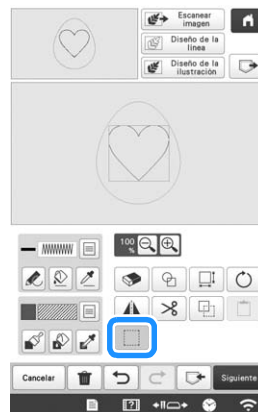 Escanear
imagen
Diseño de la
línea
Diseño de la
ilustración
100
%
Cancelar
Siguiente